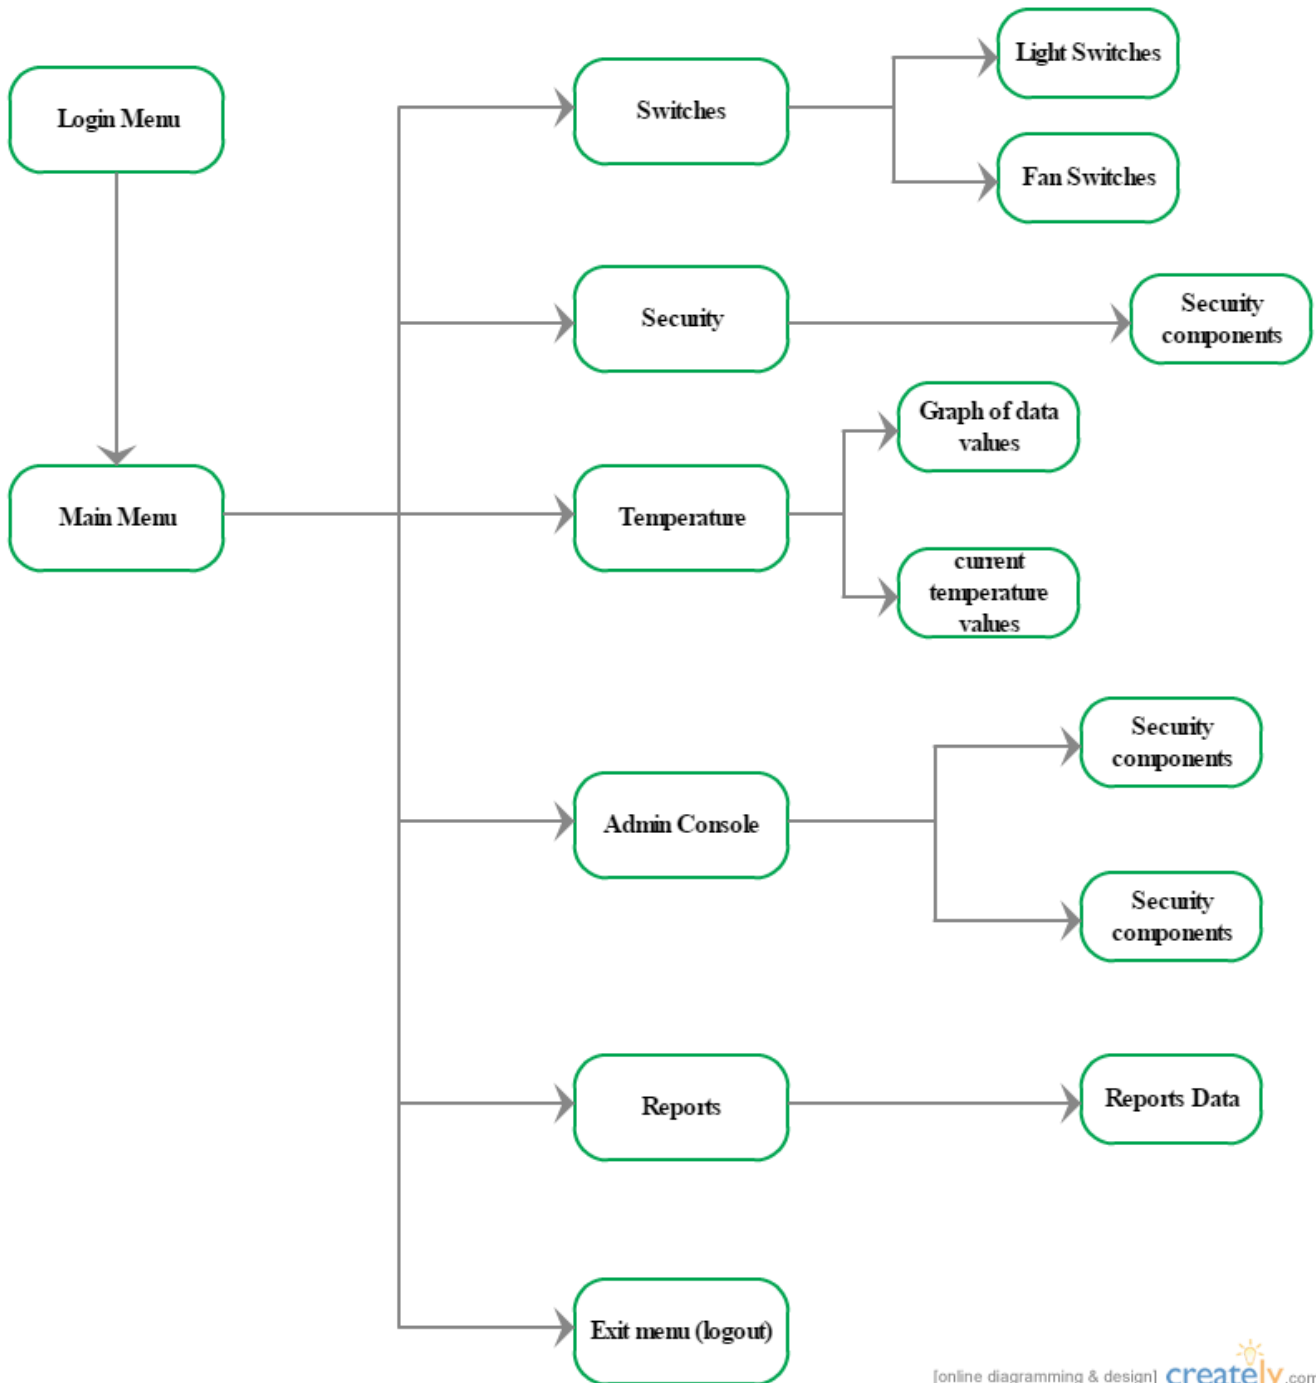 Login Menu
Main Menu
Switches
Light Switches
Fan Switches
Security
Security
components
Temperature
Graph of data
values
current
temperature
values
Admin Console
Security
components
Security
components
Reports
Reports Data
Exit menu (logout)
[online diagramming & design] creately.com